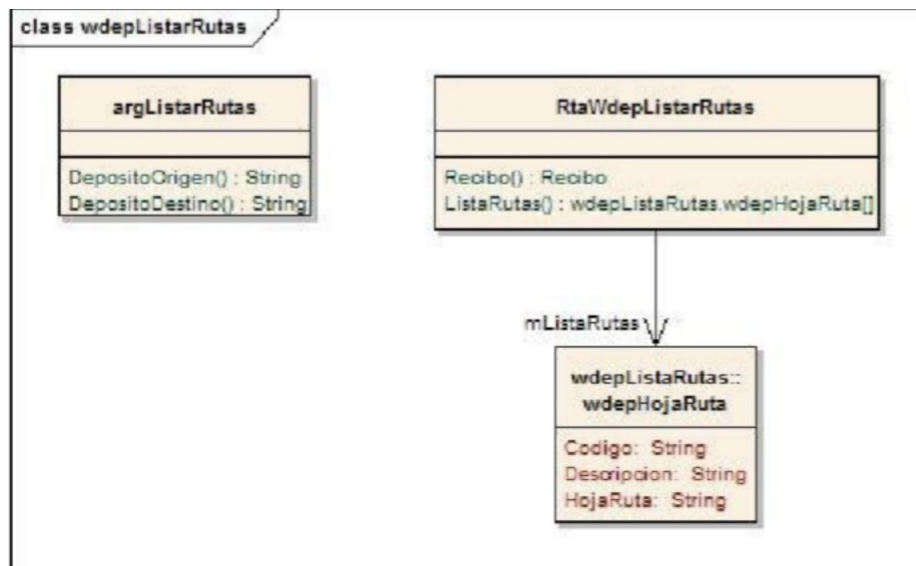 class wdepListarRutas
argListarRutas
DepositoOrigen() : String
DepositoDestino() : String
RtaWdepListarRutas
Recibo() : Recibo
ListaRutas() : wdepListaRutas.wdepHojaRuta[]
mListaRutas
wdepListaRutas::
wdepHojaRuta
Codigo: String
Descripcion: String
HojaRuta: String